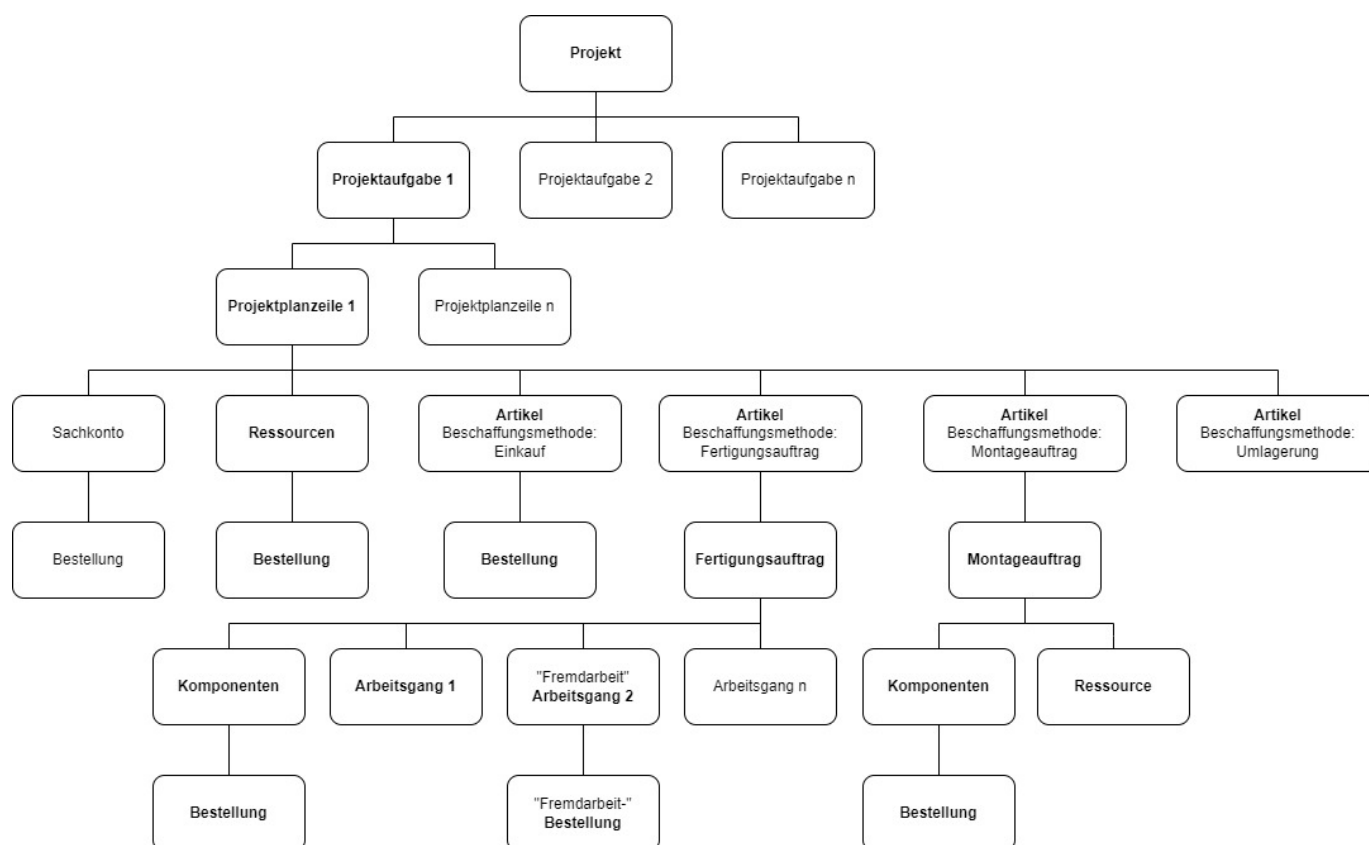 Projekt
Projektaufgabe 1
Projektaufgabe 2
Projektaufgabe n
Projektplanzeile 1
Projektplanzeile n
Sachkonto
Ressourcen
Artikel
Beschaffungsmethode:
Einkauf
Artikel
Beschaffungsmethode:
Fertigungsauftrag
Artikel
Beschaffungsmethode:
Montageauftrag
Artikel
Beschaffungsmethode:
Umlagerung
Bestellung
Bestellung
Bestellung
Fertigungsauftrag
Montageauftrag
Komponenten
Arbeitsgang 1
"Fremdarbeit"
Arbeitsgang 2
Arbeitsgang n
Komponenten
Ressource
Bestellung
"Fremdarbeit-"
Bestellung
Bestellung